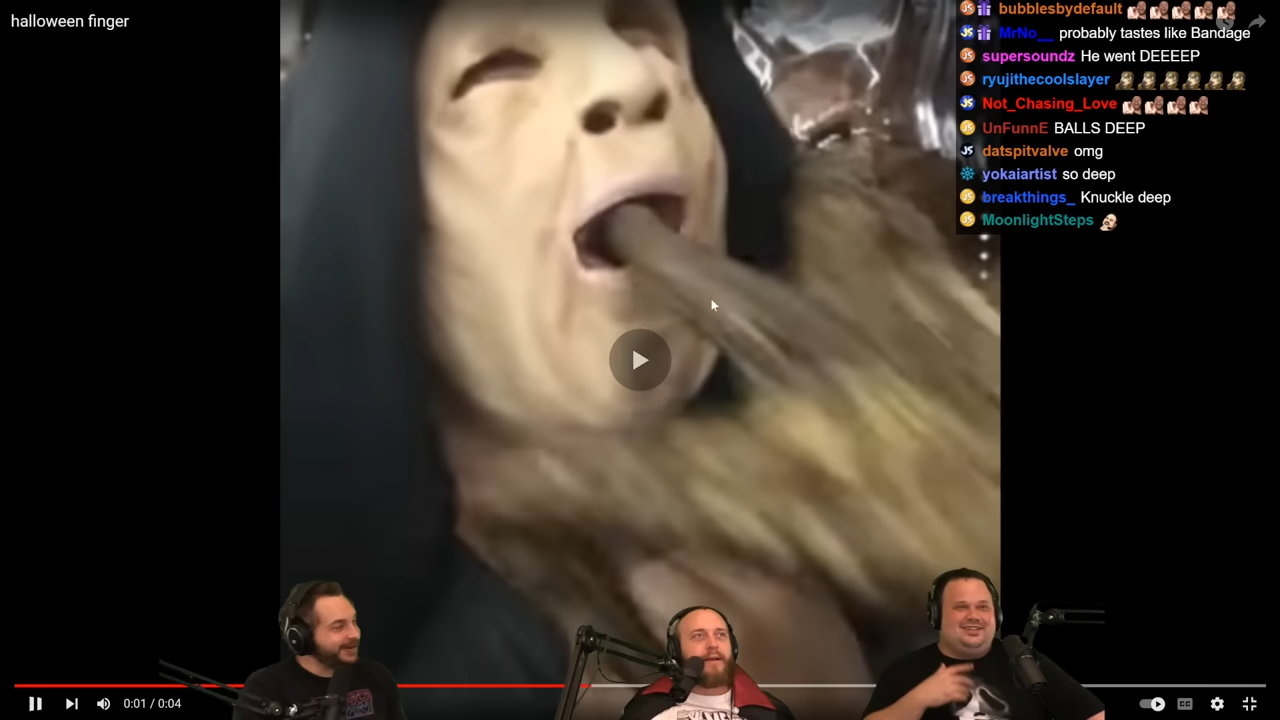 halloween finger
bubblesbydefault
MrNo__ probably tastes like Bandage
supersoundz He went DEEEEP
ryujithecoolslayer
Not_Chasing_Love
UnFunnE BALLS DEEP
datspitvalve omg
yokaiartist so deep
breakthings_ Knuckle deep
MoonlightSteps
0:01 / 0:04